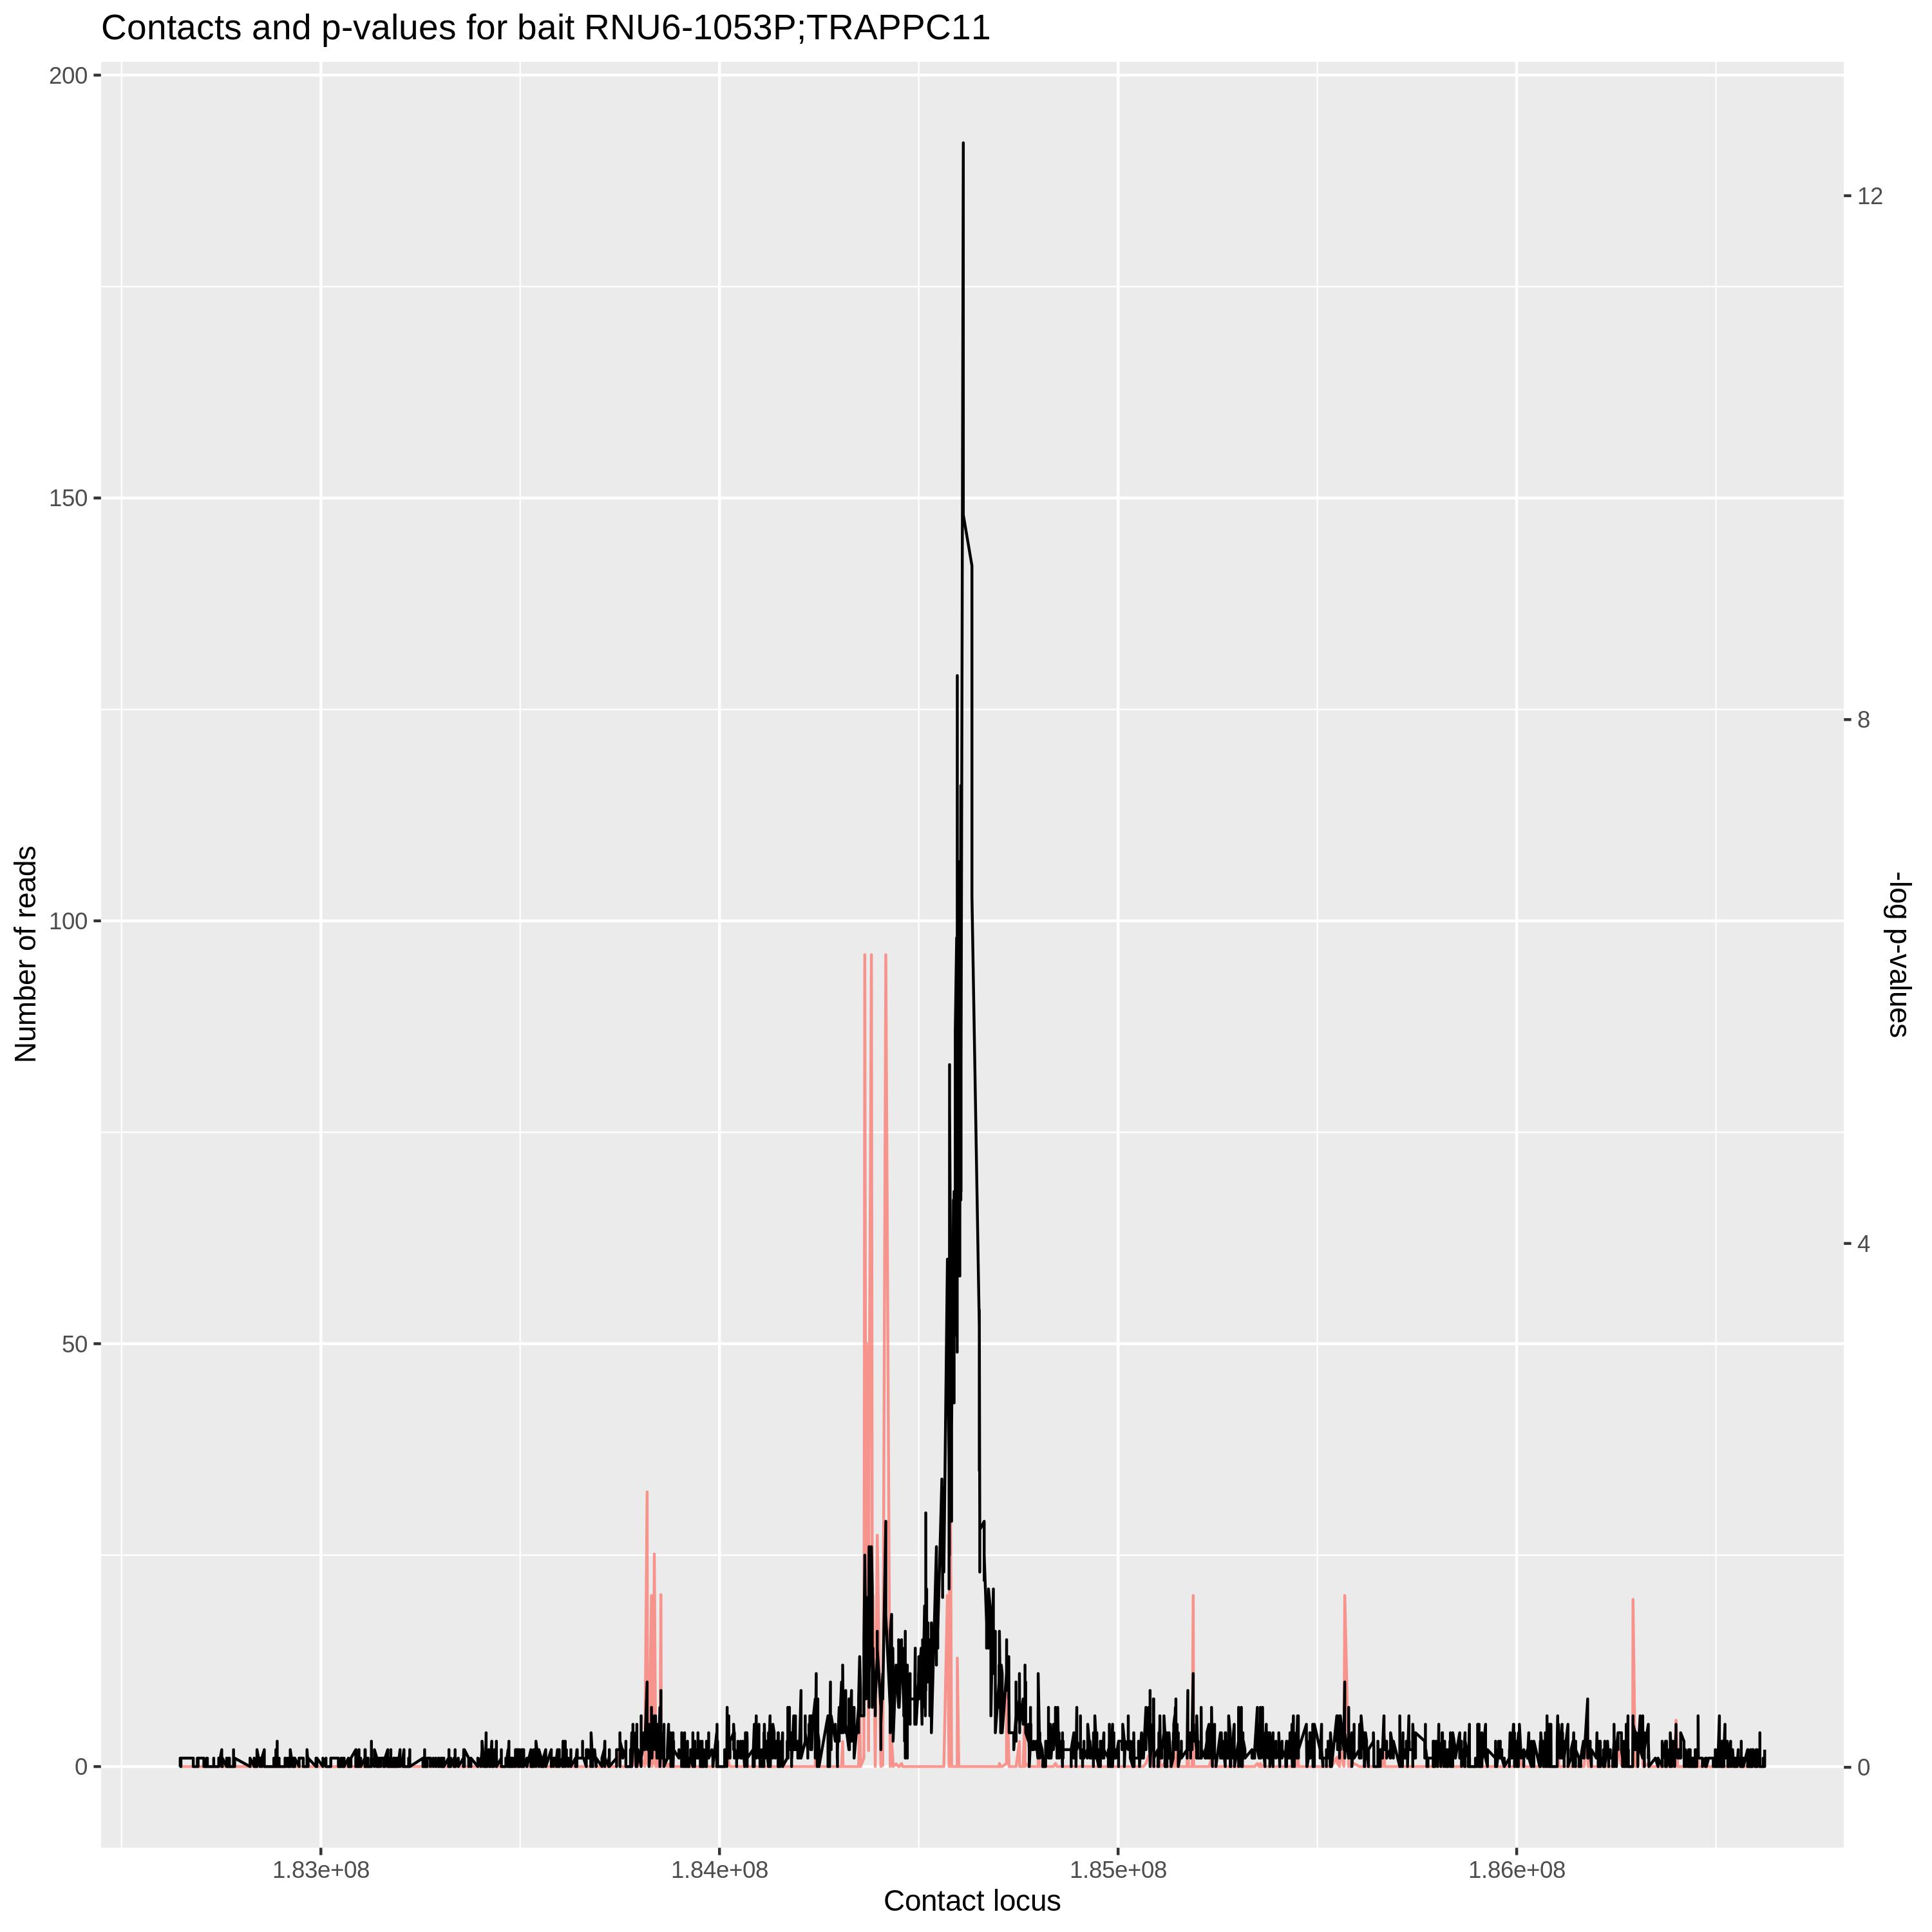 Contacts and p-values for bait RNU6-1053P;TRAPPC11
200
150
100
50
0
Number of reads
12
8
4
0
-log p-values
1.83e+08
1.84e+08
1.85e+08
1.86e+08
Contact locus